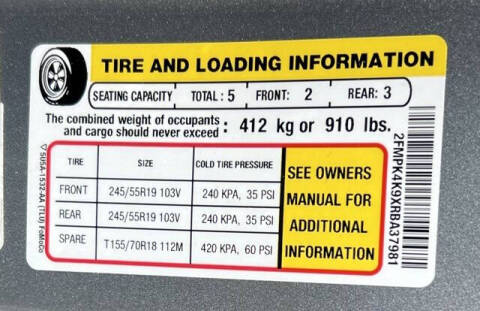 TIRE AND LOADING INFORMATION
SEATING CAPACITY TOTAL : 5 FRONT: 2 REAR: 3
The combined weight of occupants
and cargo should never exceed : 412 kg or 910 lbs.
TIRE SIZE COLD TIRE PRESSURE
FRONT 245/55R19 103V 240 KPA, 35 PSI
REAR 245/55R19 103V 240 KPA, 35 PSI
SPARE T155/70R18 112M 420 KPA, 60 PSI
SEE OWNERS
MANUAL FOR
ADDITIONAL
INFORMATION
2FMPK4K9XRBA37981